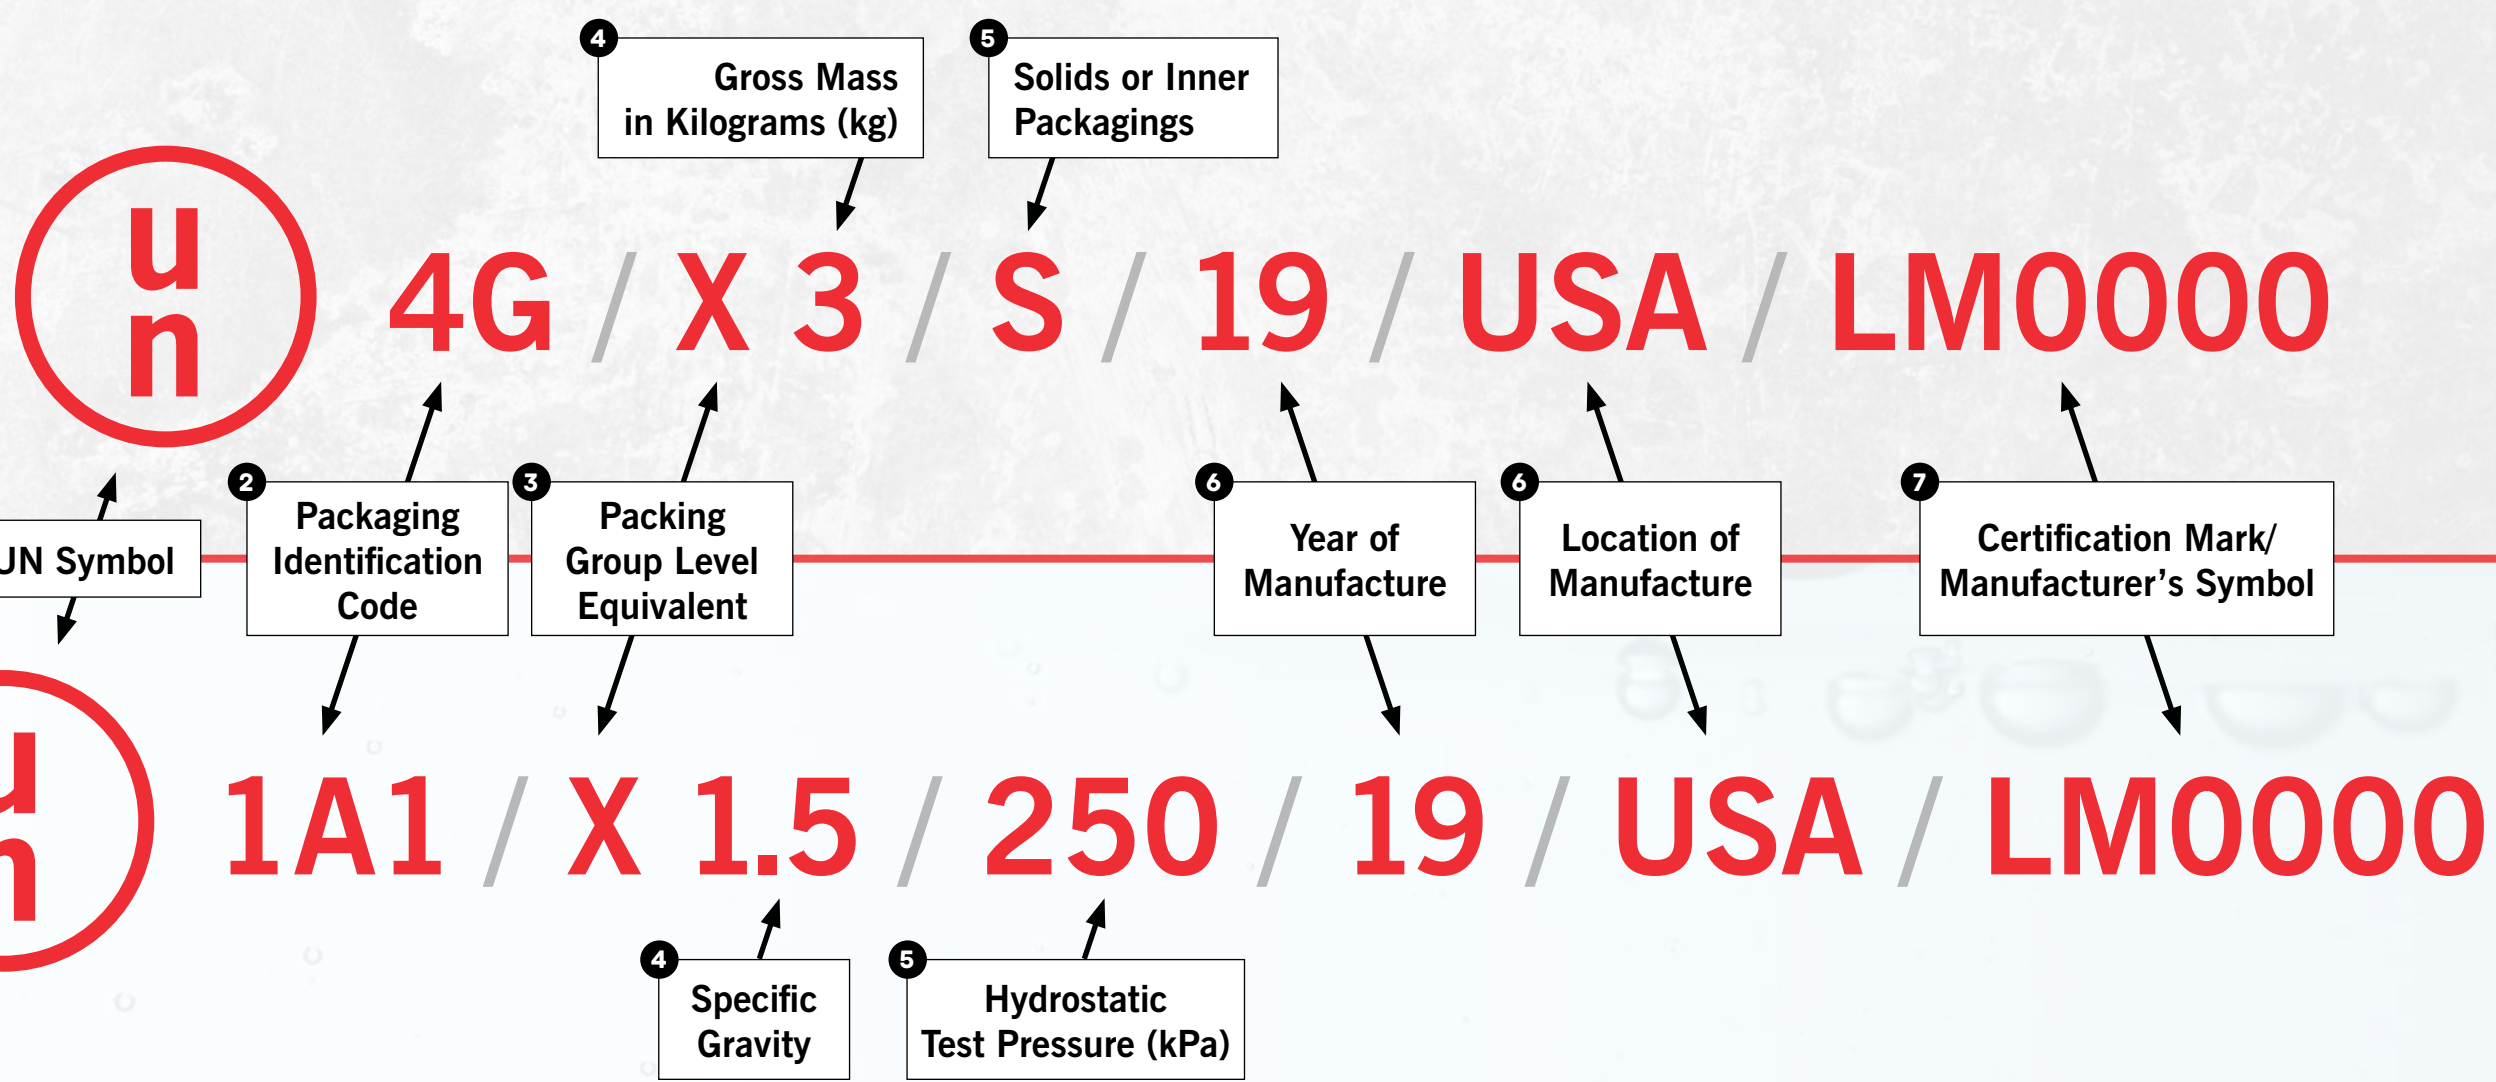 4 5
Gross Mass
in Kilograms (kg)
Solids or Inner
Packagings
u
n
4G / X 3 / S / 19 / USA / LM0000
2 3 6 6 7
UN Symbol
Packaging
Identification
Code
Packing
Group Level
Equivalent
Year of
Manufacture
Location of
Manufacture
Certification Mark/
Manufacturer's Symbol
u
n
1A1 / X 1.5 / 250 / 19 / USA / LM0000
4 5
Specific
Gravity
Hydrostatic
Test Pressure (kPa)